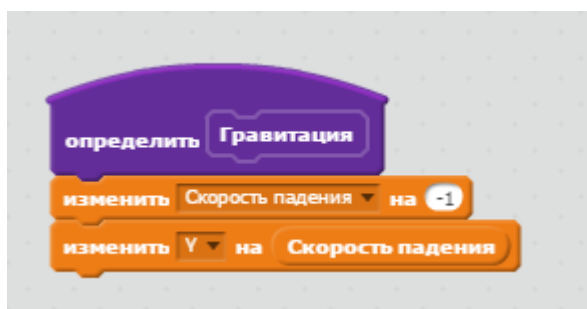 определить Гравитация
изменить Скорость падения на -1
изменить Y на Скорость падения